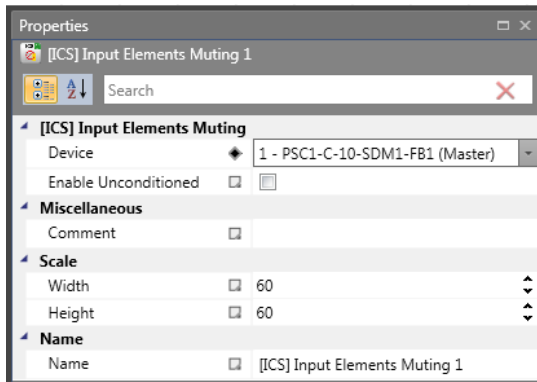 Properties
[ICS] Input Elements Muting 1
Search
[ICS] Input Elements Muting
Device 1 - PSC1-C-10-SDM1-FB1 (Master)
Enable Unconditioned
Miscellaneous
Comment
Scale
Width 60
Height 60
Name
Name [ICS] Input Elements Muting 1